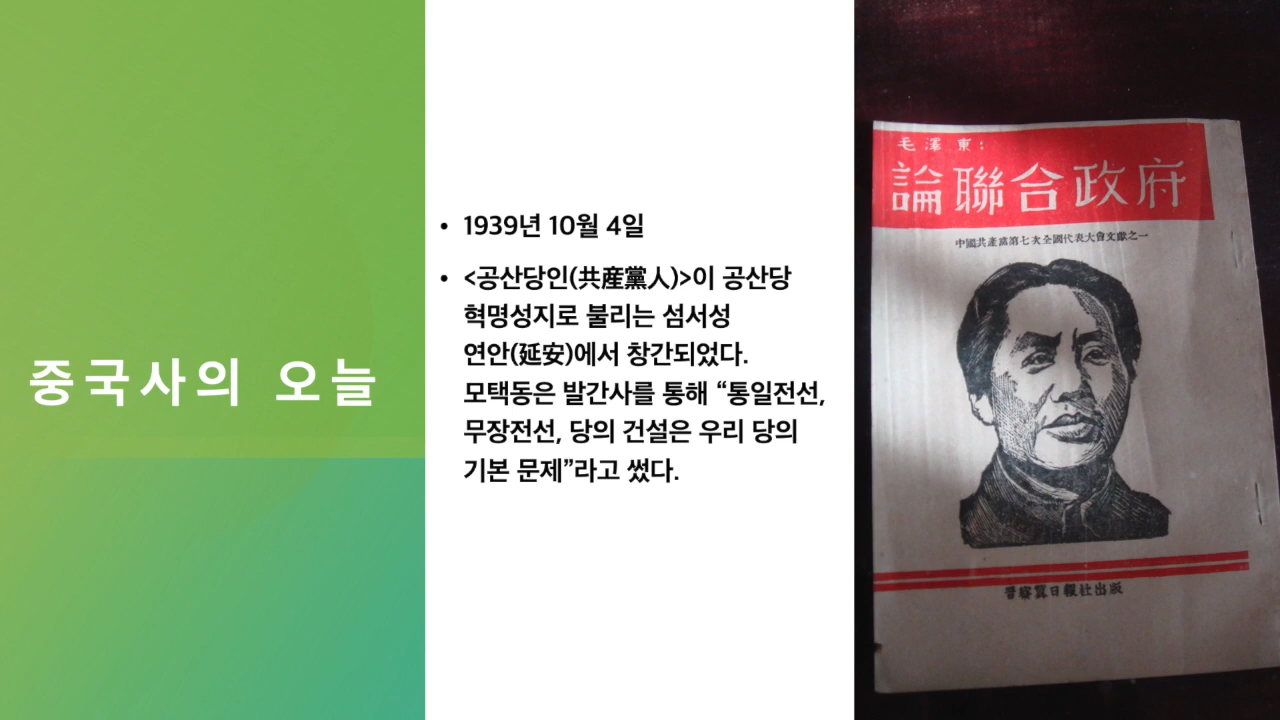 중국사의 오늘
• 1939년 10월 4일
• <공산당인(共産黨人)>이 공산당
혁명성지로 불리는 섬서성
연안(延安)에서 창간되었다.
모택동은 발간사를 통해 “통일전선,
무장전선, 당의 건설은 우리 당의
기본 문제”라고 썼다.
毛澤東:
論聯合政府
中國共產黨第七次全國代表大會文獻之一
晋察冀日報社出版